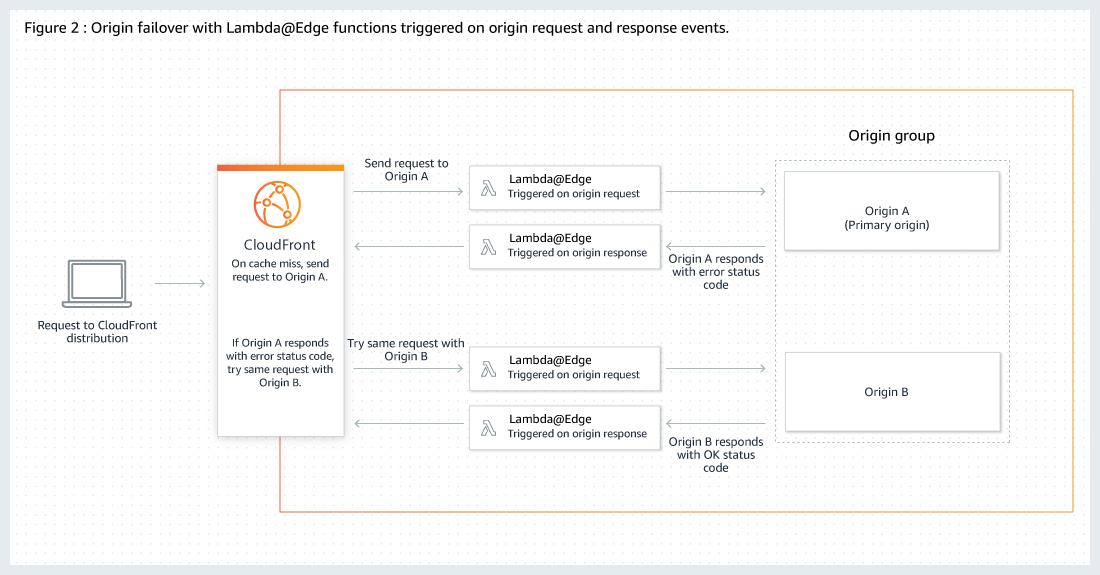 Figure 2 : Origin failover with Lambda@Edge functions triggered on origin request and response events.
Origin group
Send request to
Origin A
Lambda@Edge
Triggered on origin request
Origin A
(Primary origin)
CloudFront
On cache miss, send
request to Origin A.
Lambda@Edge
Triggered on origin response
Origin A responds
with error status
code
Request to CloudFront
distribution
If Origin A responds
with error status code,
try same request with
Origin B.
Try same request with
Origin B
Lambda@Edge
Triggered on origin request
Origin B
Lambda@Edge
Triggered on origin response
Origin B responds
with OK status
code